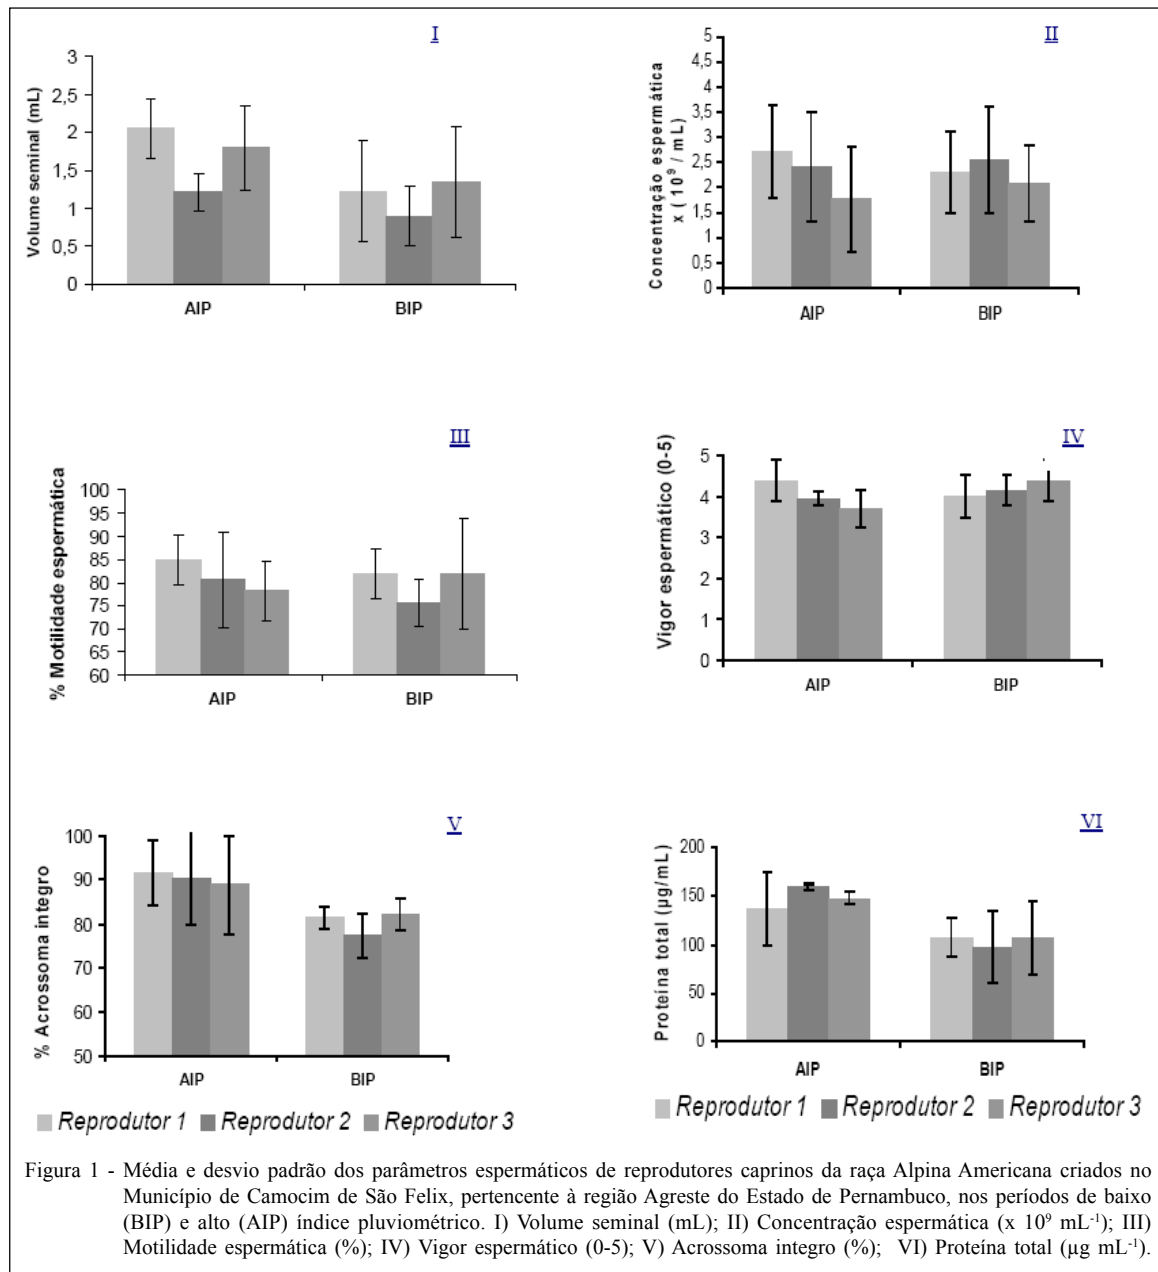 I
Volume seminal (mL)
3
2,5
2
1,5
1
0,5
0
AIP
BIP
II
Concentração espermática
x ( 10⁹ / mL)
5
4,5
4
3,5
3
2,5
2
1,5
1
0,5
0
AIP
BIP
III
% Motilidade espermática
100
95
90
85
80
75
70
65
60
AIP
BIP
IV
Vigor espermático (0-5)
5
4
3
2
1
0
AIP
BIP
V
% Acrossoma integro
100
90
80
70
60
50
AIP
BIP
Reprodutor 1 Reprodutor 2 Reprodutor 3
VI
Proteína total (µg/mL)
200
150
100
50
0
AIP
BIP
Reprodutor 1 Reprodutor 2 Reprodutor 3
Figura 1 - Média e desvio padrão dos parâmetros espermáticos de reprodutores caprinos da raça Alpina Americana criados no
Município de Camocim de São Felix, pertencente à região Agreste do Estado de Pernambuco, nos períodos de baixo
(BIP) e alto (AIP) índice pluviométrico. I) Volume seminal (mL); II) Concentração espermática (x 10⁹ mL⁻¹); III)
Motilidade espermática (%); IV) Vigor espermático (0-5); V) Acrossoma integro (%); VI) Proteína total (µg mL⁻¹).